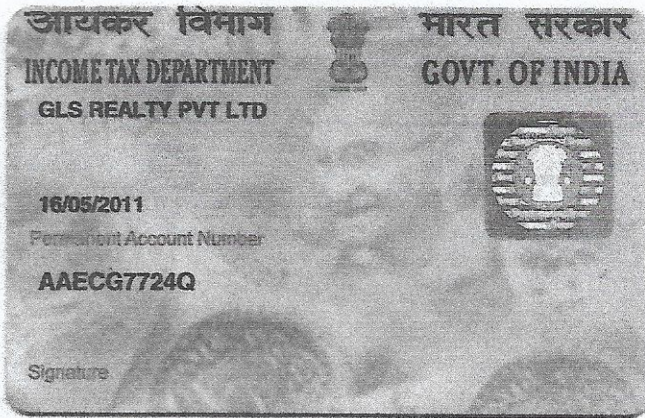 आयकर विभाग
भारत सरकार
INCOME TAX DEPARTMENT
GOVT. OF INDIA
GLS REALTY PVT LTD
16/05/2011
Permanent Account Number
AAECG7724Q
Signature